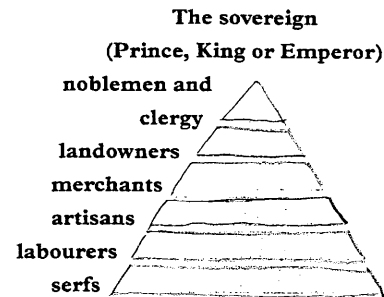 The sovereign
(Prince, King or Emperor)
noblemen and
clergy
landowners
merchants
artisans
labourers
serfs